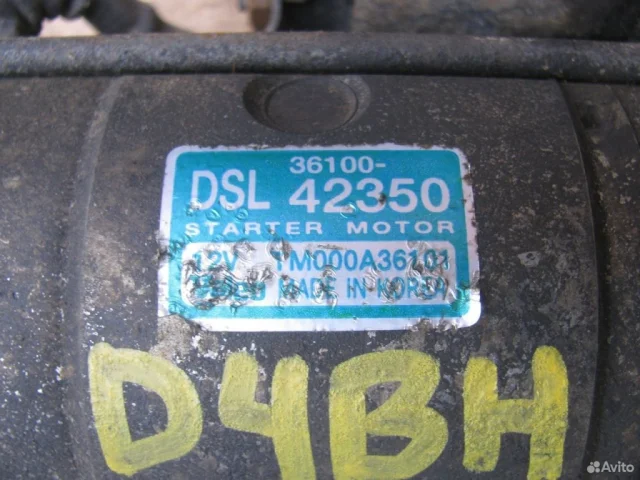 36100-
DSL 42350
STARTER MOTOR
12V M000A36101
MADE IN KOREA
D4BH
Avito